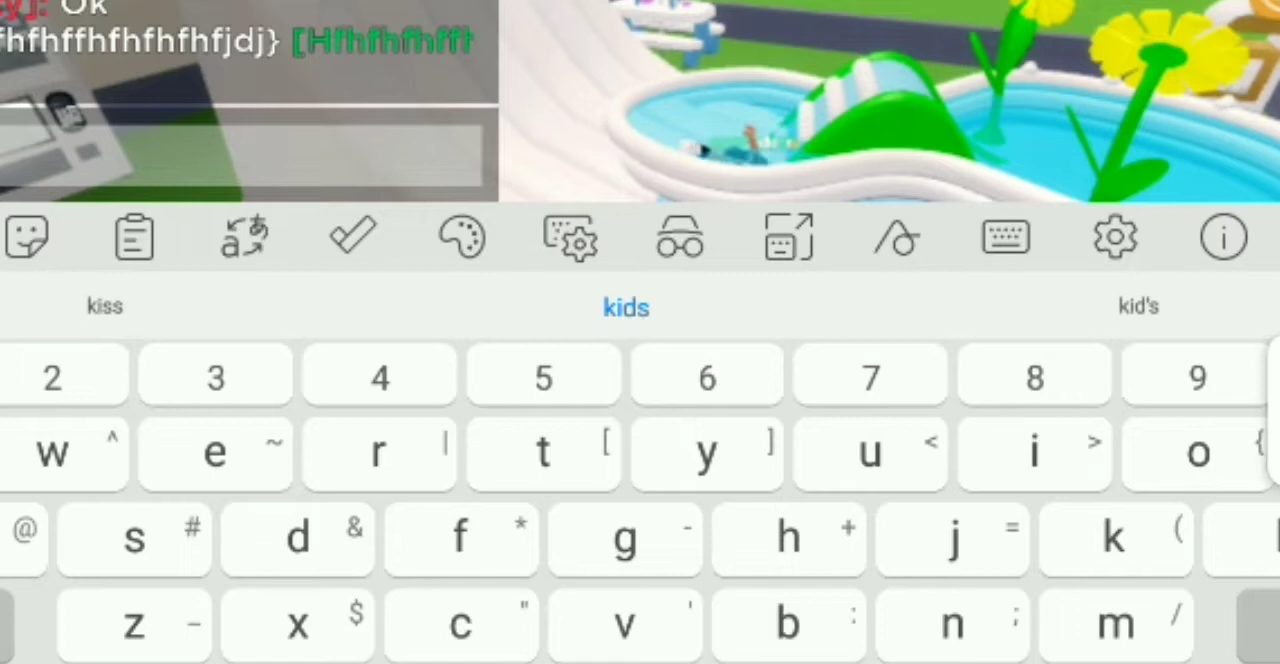 Ok
fhfhffhfhfhfhfjdj} [Hfhfhfhfft
kiss kids kid's
2 3 4 5 6 7 8 9
w ^ e ~ r | t [ y ] u < i > o {
@ s # d & f * g - h + j = k (
z _ x $ c " v ' b : n ; m /